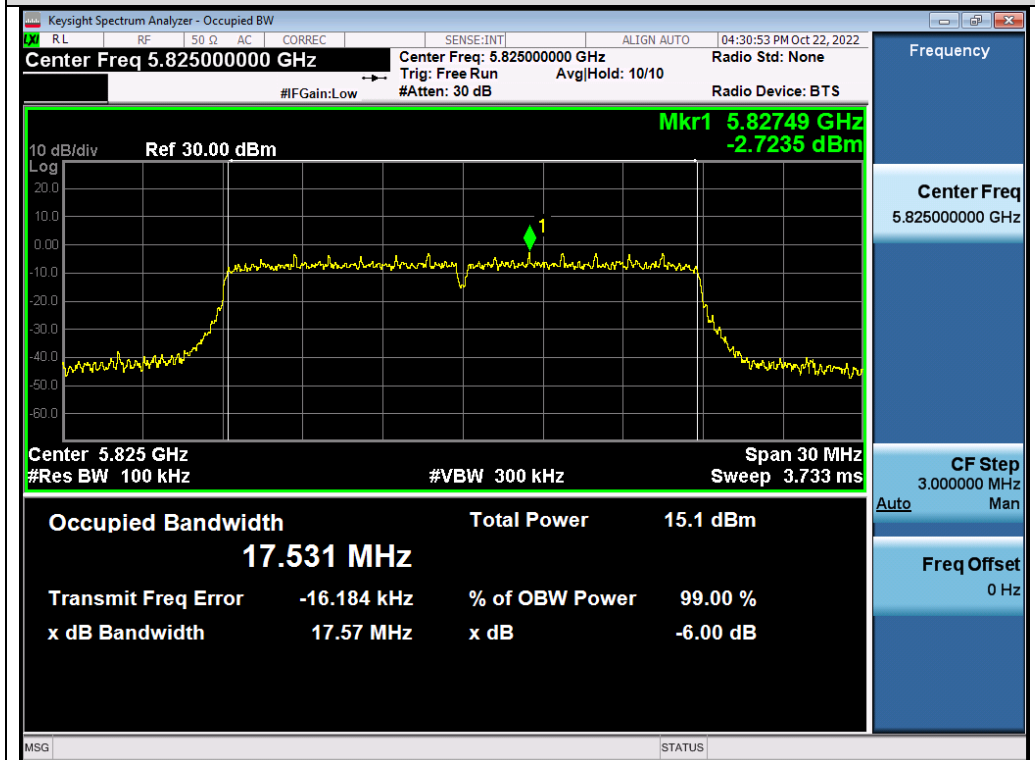 Keysight Spectrum Analyzer - Occupied BW
LXI RL RF 50 Ω AC CORREC SENSE:INT ALIGN AUTO 04:30:53 PM Oct 22, 2022
Center Freq 5.825000000 GHz
Center Freq: 5.825000000 GHz Radio Std: None
Trig: Free Run Avg|Hold: 10/10
#IFGain:Low #Atten: 30 dB Radio Device: BTS
Frequency
Mkr1 5.82749 GHz
-2.7235 dBm
10 dB/div Ref 30.00 dBm
Log
20.0
10.0
0.00
-10.0
-20.0
-30.0
-40.0
-50.0
-60.0
1
Center 5.825 GHz Span 30 MHz
#Res BW 100 kHz #VBW 300 kHz Sweep 3.733 ms
Center Freq
5.825000000 GHz
CF Step
3.000000 MHz
Auto Man
Freq Offset
0 Hz
Occupied Bandwidth Total Power 15.1 dBm
17.531 MHz
Transmit Freq Error -16.184 kHz % of OBW Power 99.00 %
x dB Bandwidth 17.57 MHz x dB -6.00 dB
MSG STATUS